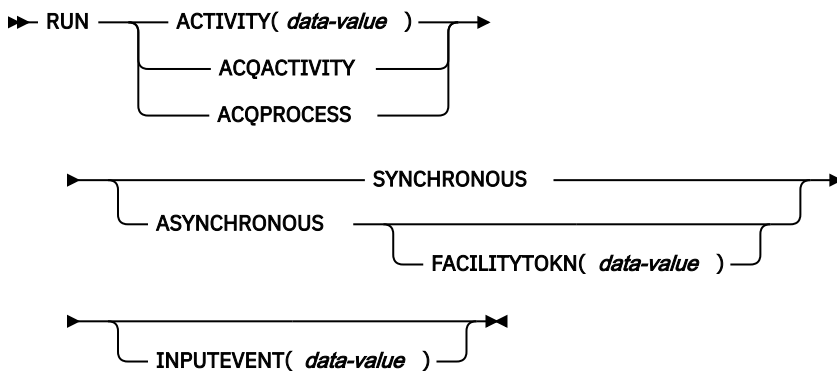 RUN ACTIVITY( data-value )
ACQACTIVITY
ACQPROCESS
SYNCHRONOUS
ASYNCHRONOUS
FACILITYTOKN( data-value )
INPUTEVENT( data-value )